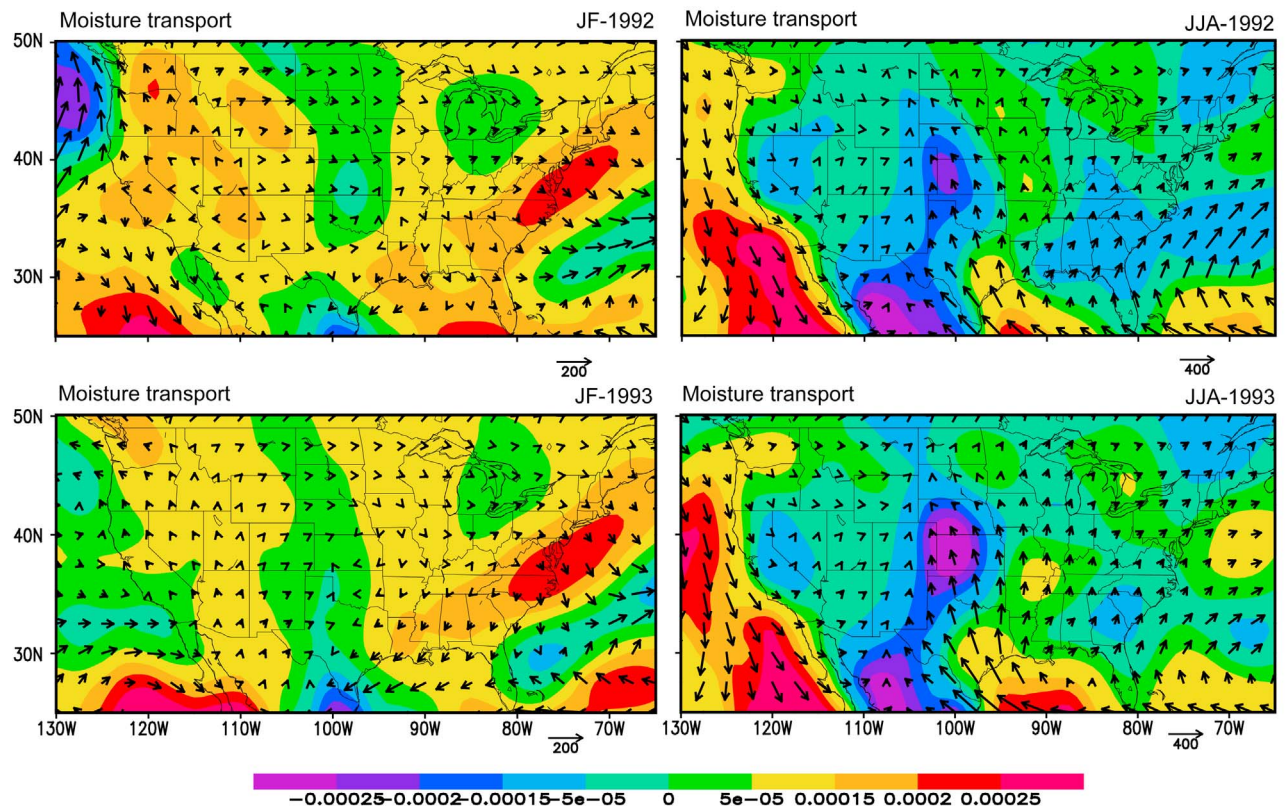 Moisture transport JF-1992
Moisture transport JJA-1992
50N
40N
30N
200
400
Moisture transport JF-1993
Moisture transport JJA-1993
50N
40N
30N
130W 120W 110W 100W 90W 80W 70W
130W 120W 110W 100W 90W 80W 70W
200
400
-0.00025 -0.0002 -0.00015 -5e-05 0 5e-05 0.00015 0.0002 0.00025